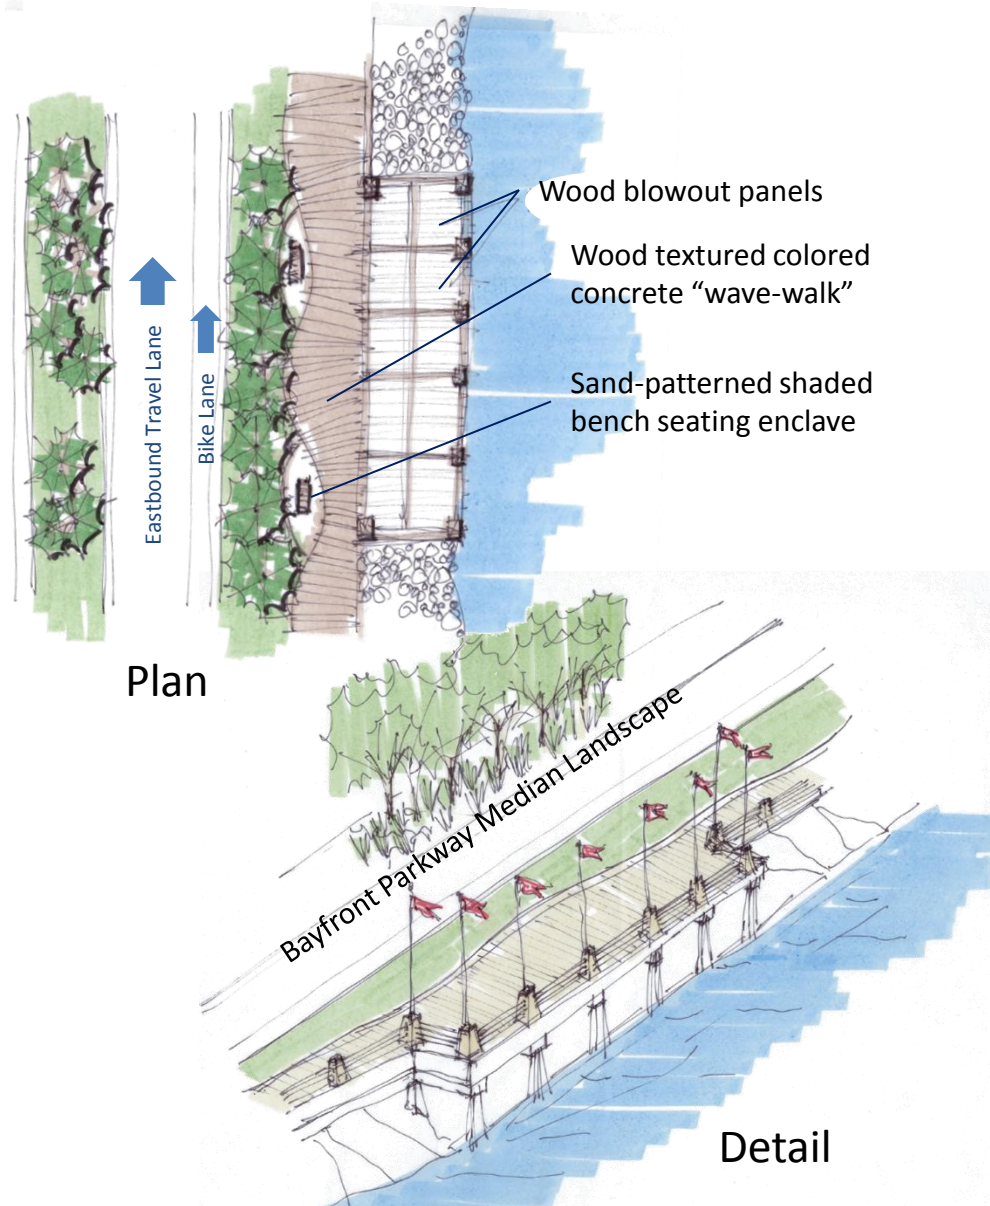 Wood blowout panels
Wood textured colored
concrete “wave-walk”
Sand-patterned shaded
bench seating enclave
Eastbound Travel Lane
Bike Lane
Plan
Bayfront Parkway Median Landscape
Detail